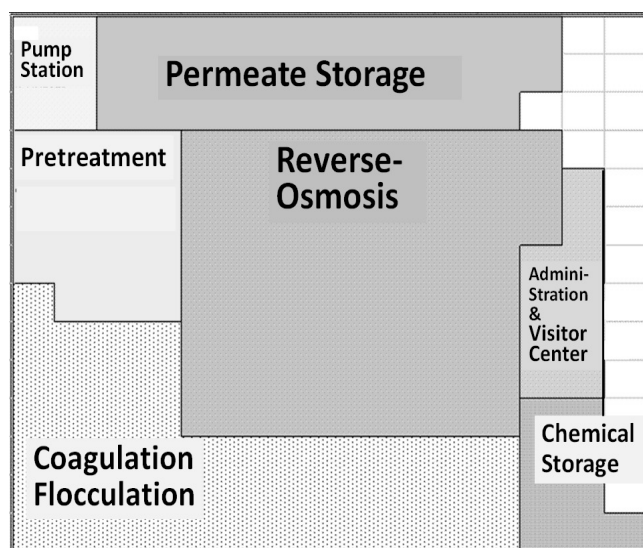 Pump
Station
Permeate Storage
Pretreatment
Reverse-
Osmosis
Admini-
Stration
&
Visitor
Center
Chemical
Storage
Coagulation
Flocculation